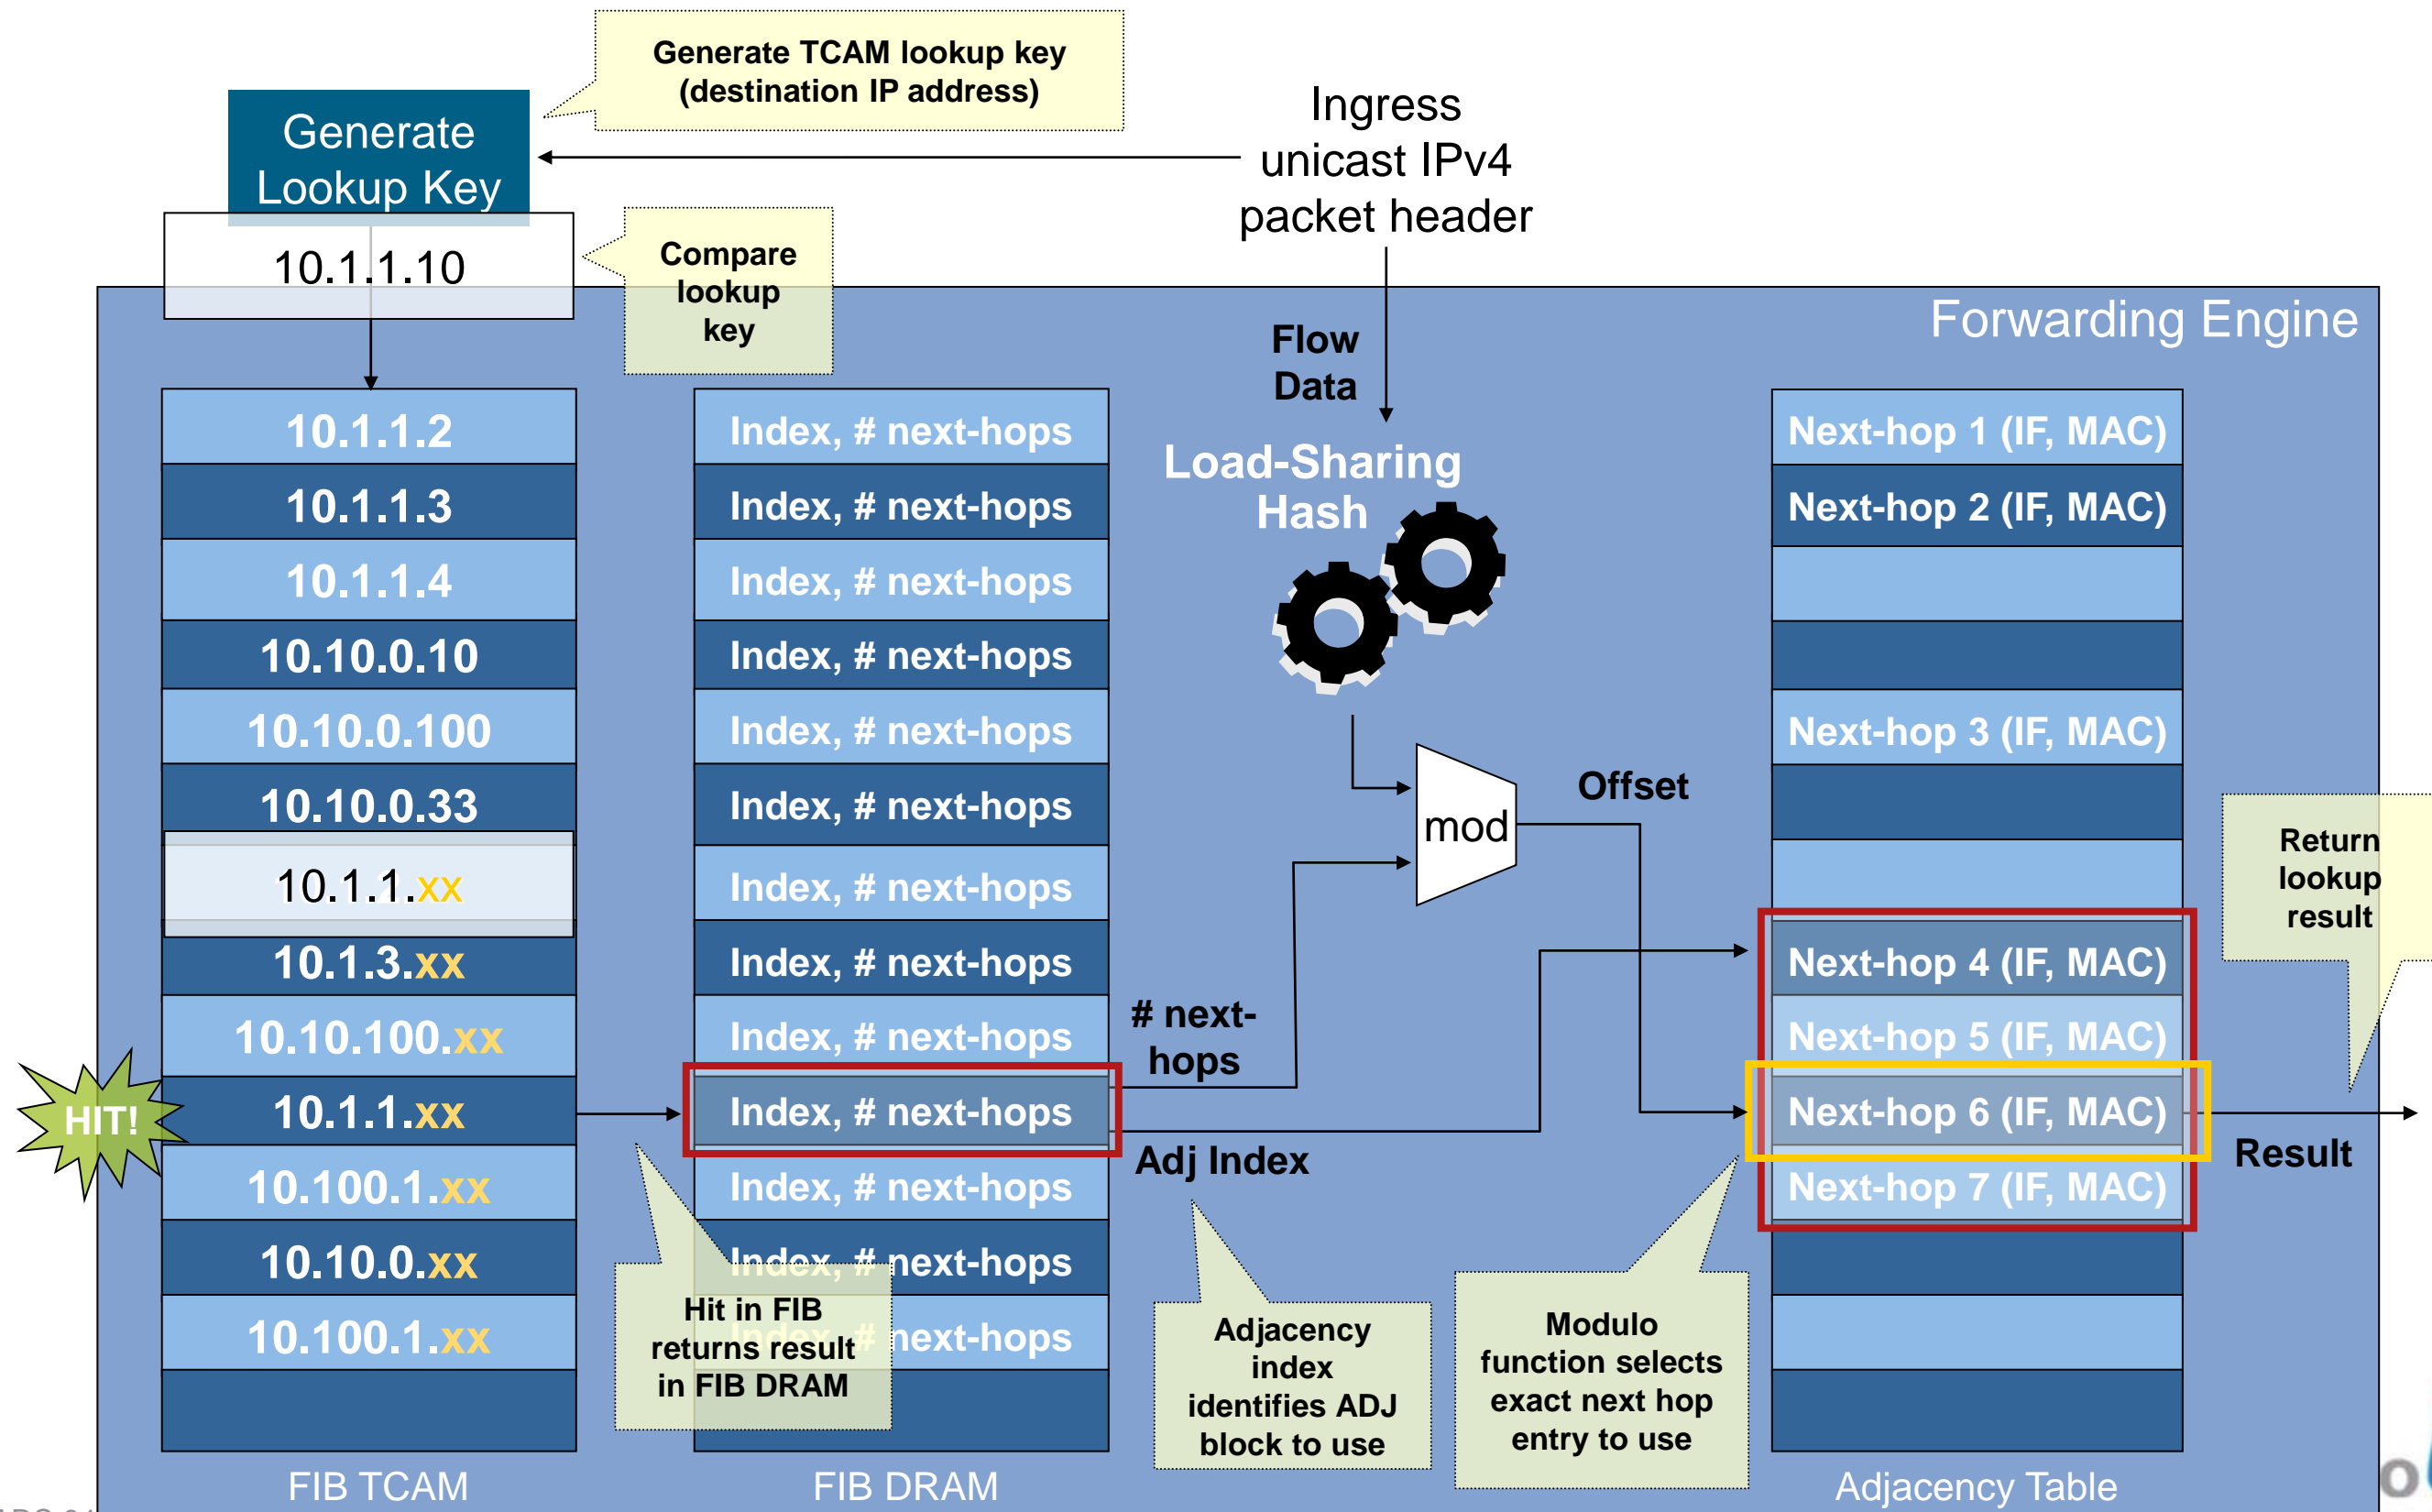 Generate TCAM lookup key
(destination IP address)
Generate
Lookup Key
Ingress
unicast IPv4
packet header
10.1.1.10
Compare
lookup
key
Forwarding Engine
Flow
Data
Load-Sharing
Hash
10.1.1.2
10.1.1.3
10.1.1.4
10.10.0.10
10.10.0.100
10.10.0.33
10.1.1.xx
10.1.3.xx
10.10.100.xx
HIT!
10.1.1.xx
10.100.1.xx
10.10.0.xx
10.100.1.xx
FIB TCAM
Index, # next-hops
Index, # next-hops
Index, # next-hops
Index, # next-hops
Index, # next-hops
Index, # next-hops
Index, # next-hops
Index, # next-hops
Index, # next-hops
Index, # next-hops
Index, # next-hops
Index, # next-hops
Index, # next-hops
FIB DRAM
Hit in FIB
returns result
in FIB DRAM
# next-
hops
Adj Index
mod
Offset
Adjacency
index
identifies ADJ
block to use
Modulo
function selects
exact next hop
entry to use
Next-hop 1 (IF, MAC)
Next-hop 2 (IF, MAC)
Next-hop 3 (IF, MAC)
Next-hop 4 (IF, MAC)
Next-hop 5 (IF, MAC)
Next-hop 6 (IF, MAC)
Next-hop 7 (IF, MAC)
Adjacency Table
Return
lookup
result
Result